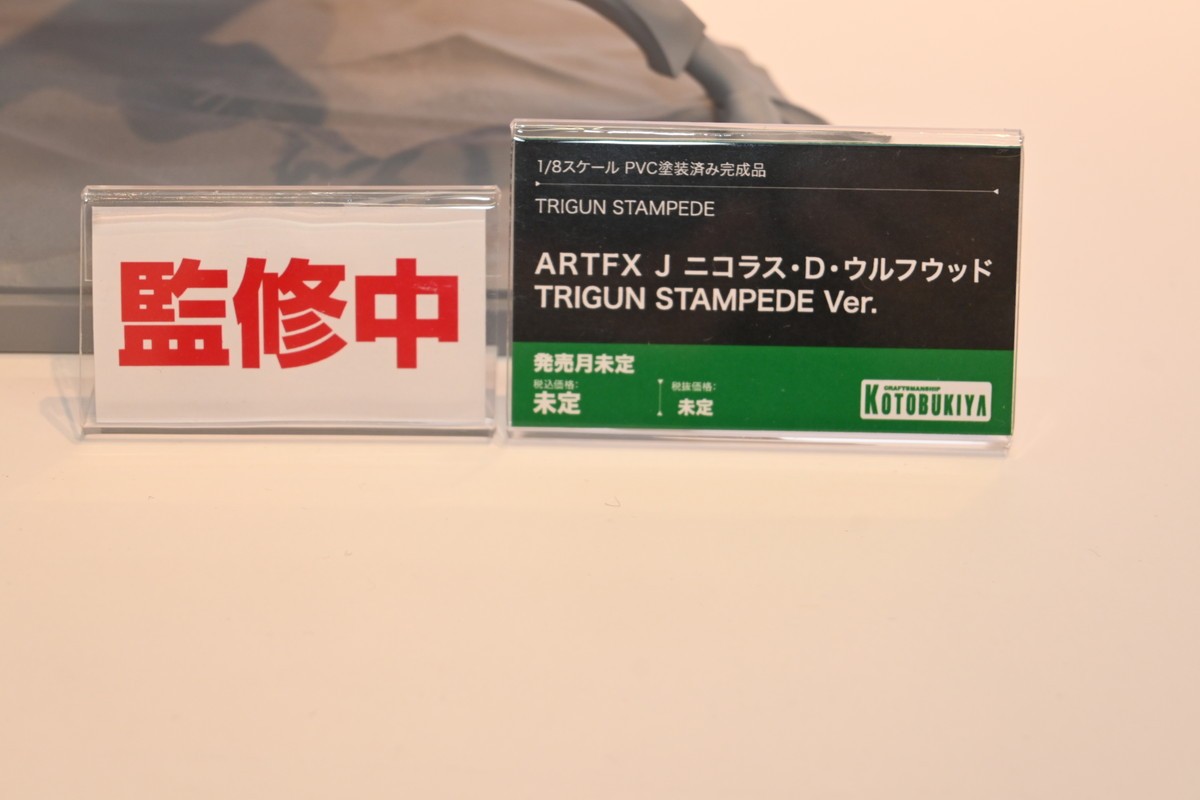 監修中
1/8スケール PVC塗装済み完成品
TRIGUN STAMPEDE
ARTFX J ニコラス・D・ウルフウッド
TRIGUN STAMPEDE Ver.
発売月未定
税込価格:
未定
税抜価格:
未定
CRAFTSMANSHIP
KOTOBUKIYA